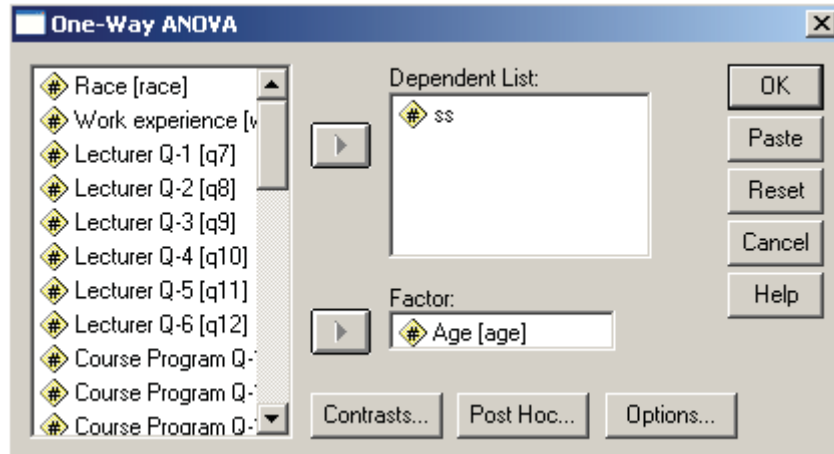 One-Way ANOVA
Race [race]
Work experience [w
Lecturer Q-1 [q7]
Lecturer Q-2 [q8]
Lecturer Q-3 [q9]
Lecturer Q-4 [q10]
Lecturer Q-5 [q11]
Lecturer Q-6 [q12]
Course Program Q-
Course Program Q-
Course Program Q-
Dependent List:
ss
Factor:
Age [age]
Contrasts...
Post Hoc...
Options...
OK
Paste
Reset
Cancel
Help